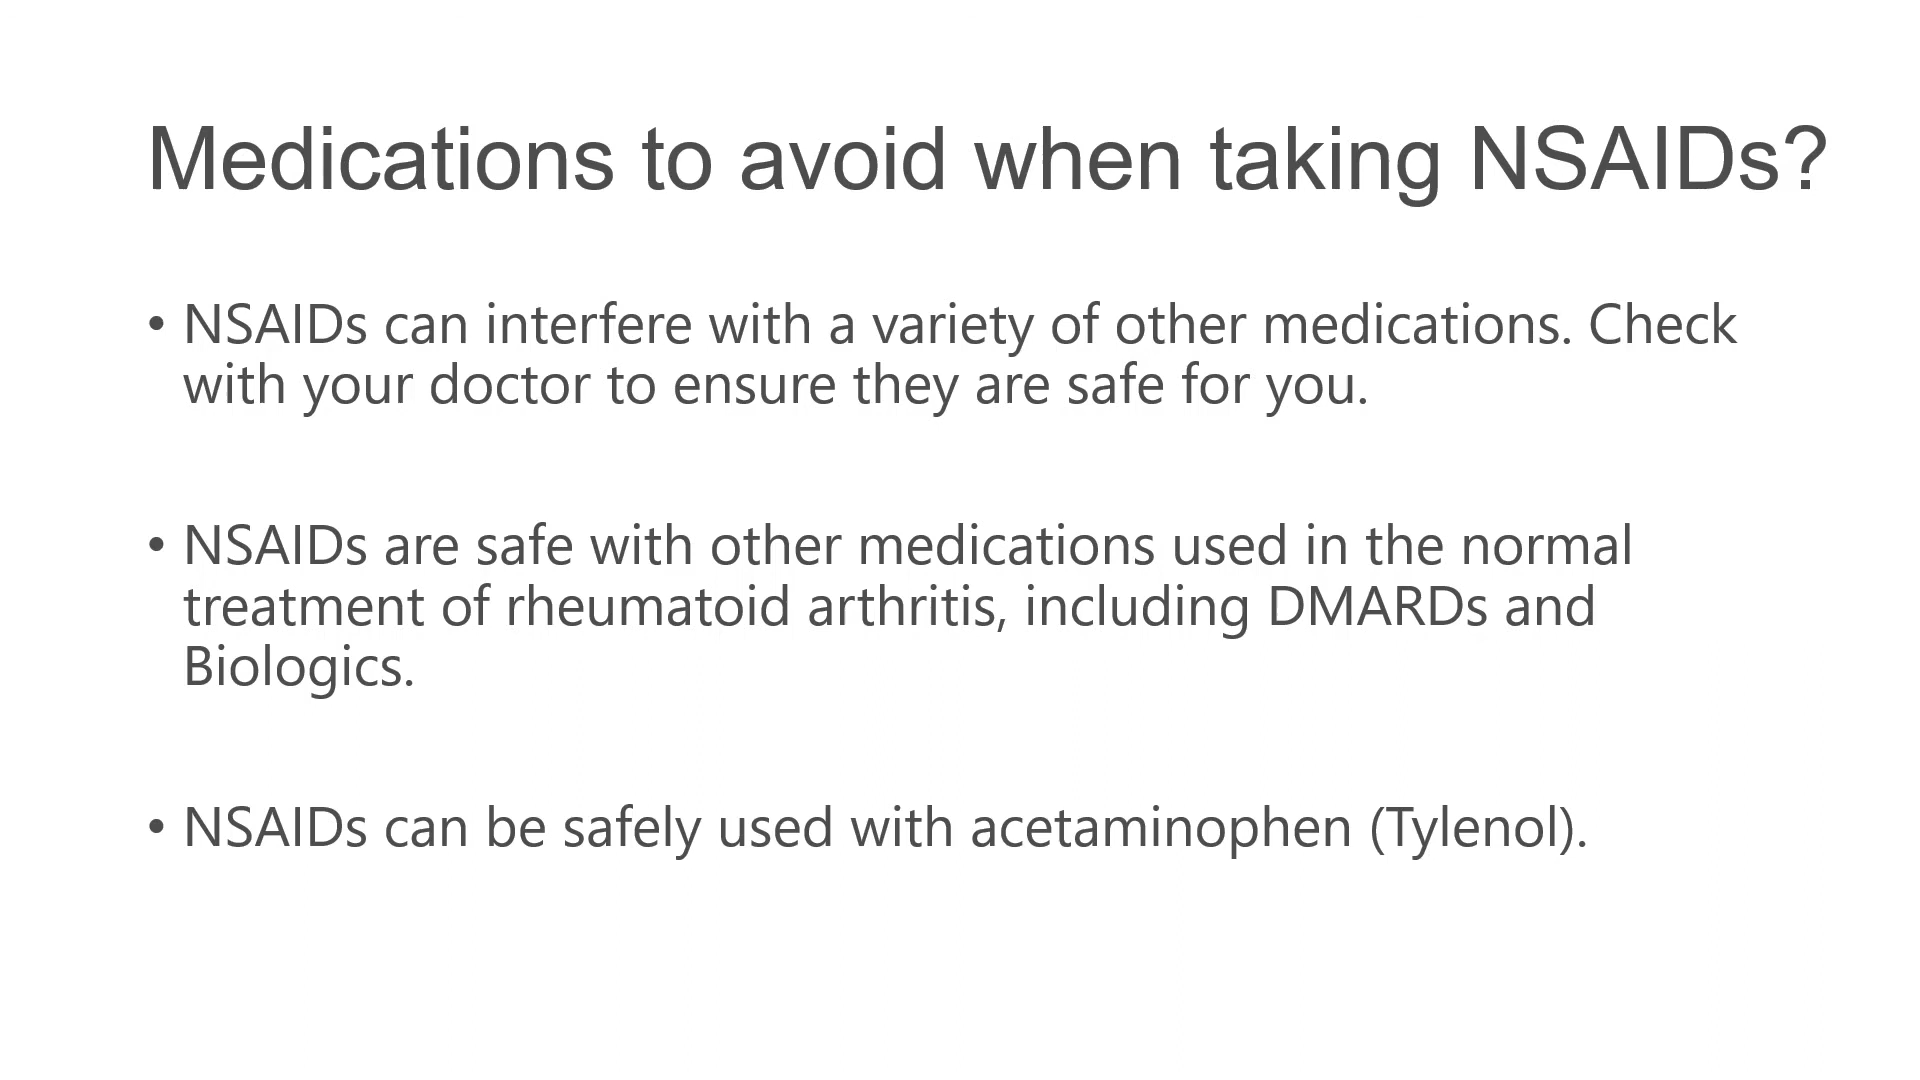 Medications to avoid when taking NSAIDs?
• NSAIDs can interfere with a variety of other medications. Check
with your doctor to ensure they are safe for you.
• NSAIDs are safe with other medications used in the normal
treatment of rheumatoid arthritis, including DMARDs and
Biologics.
• NSAIDs can be safely used with acetaminophen (Tylenol).